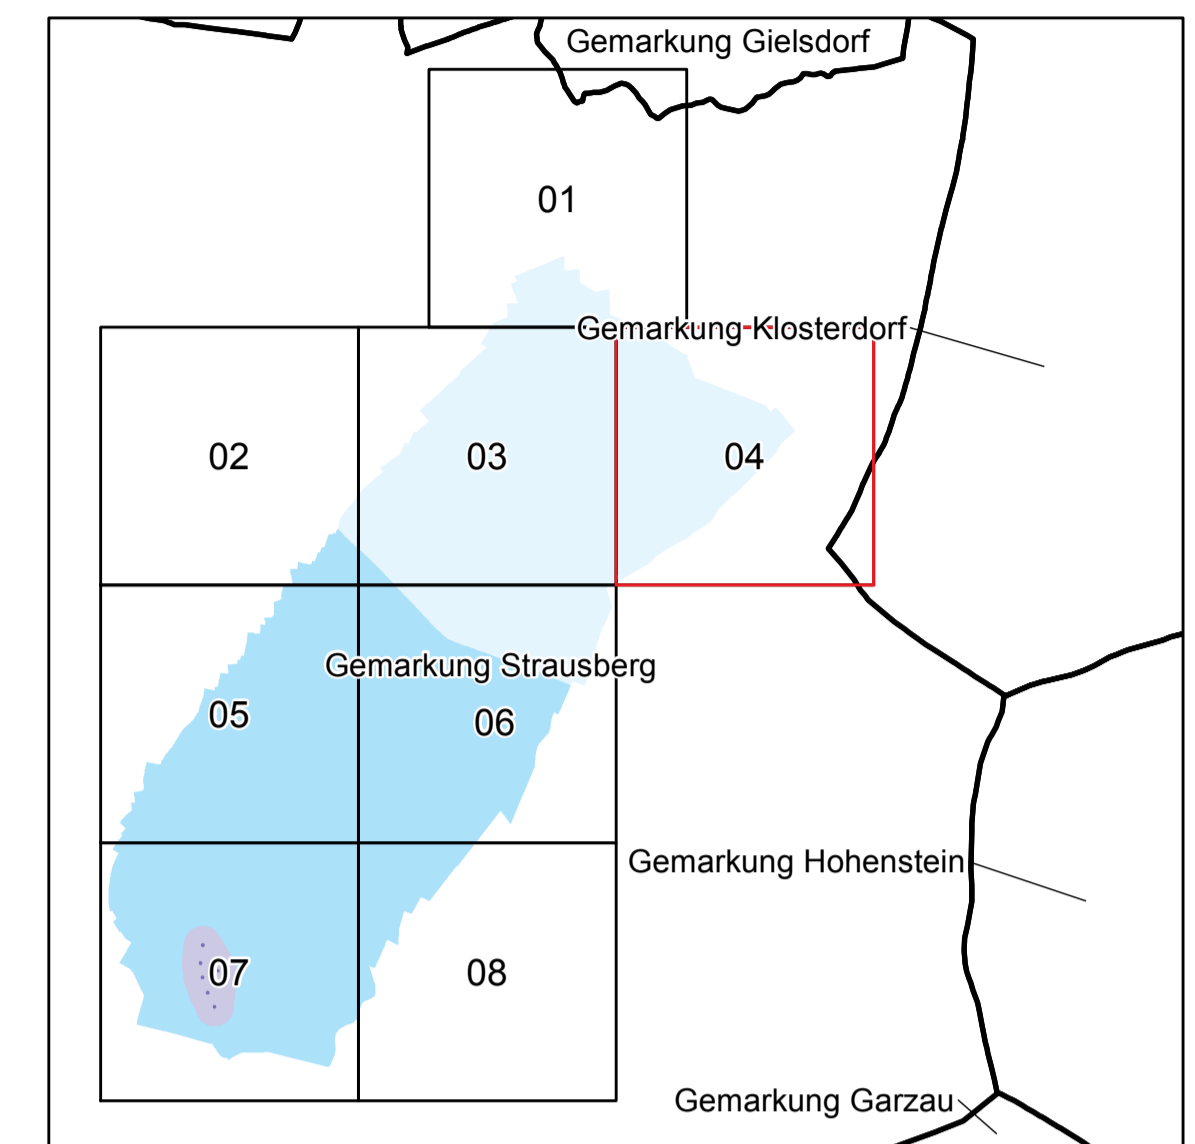 Gemarkung Gielsdorf
01
Gemarkung Klosterdorf
02
03
04
Gemarkung Strausberg
05
06
Gemarkung Hohenstein
07
08
Gemarkung Garzau